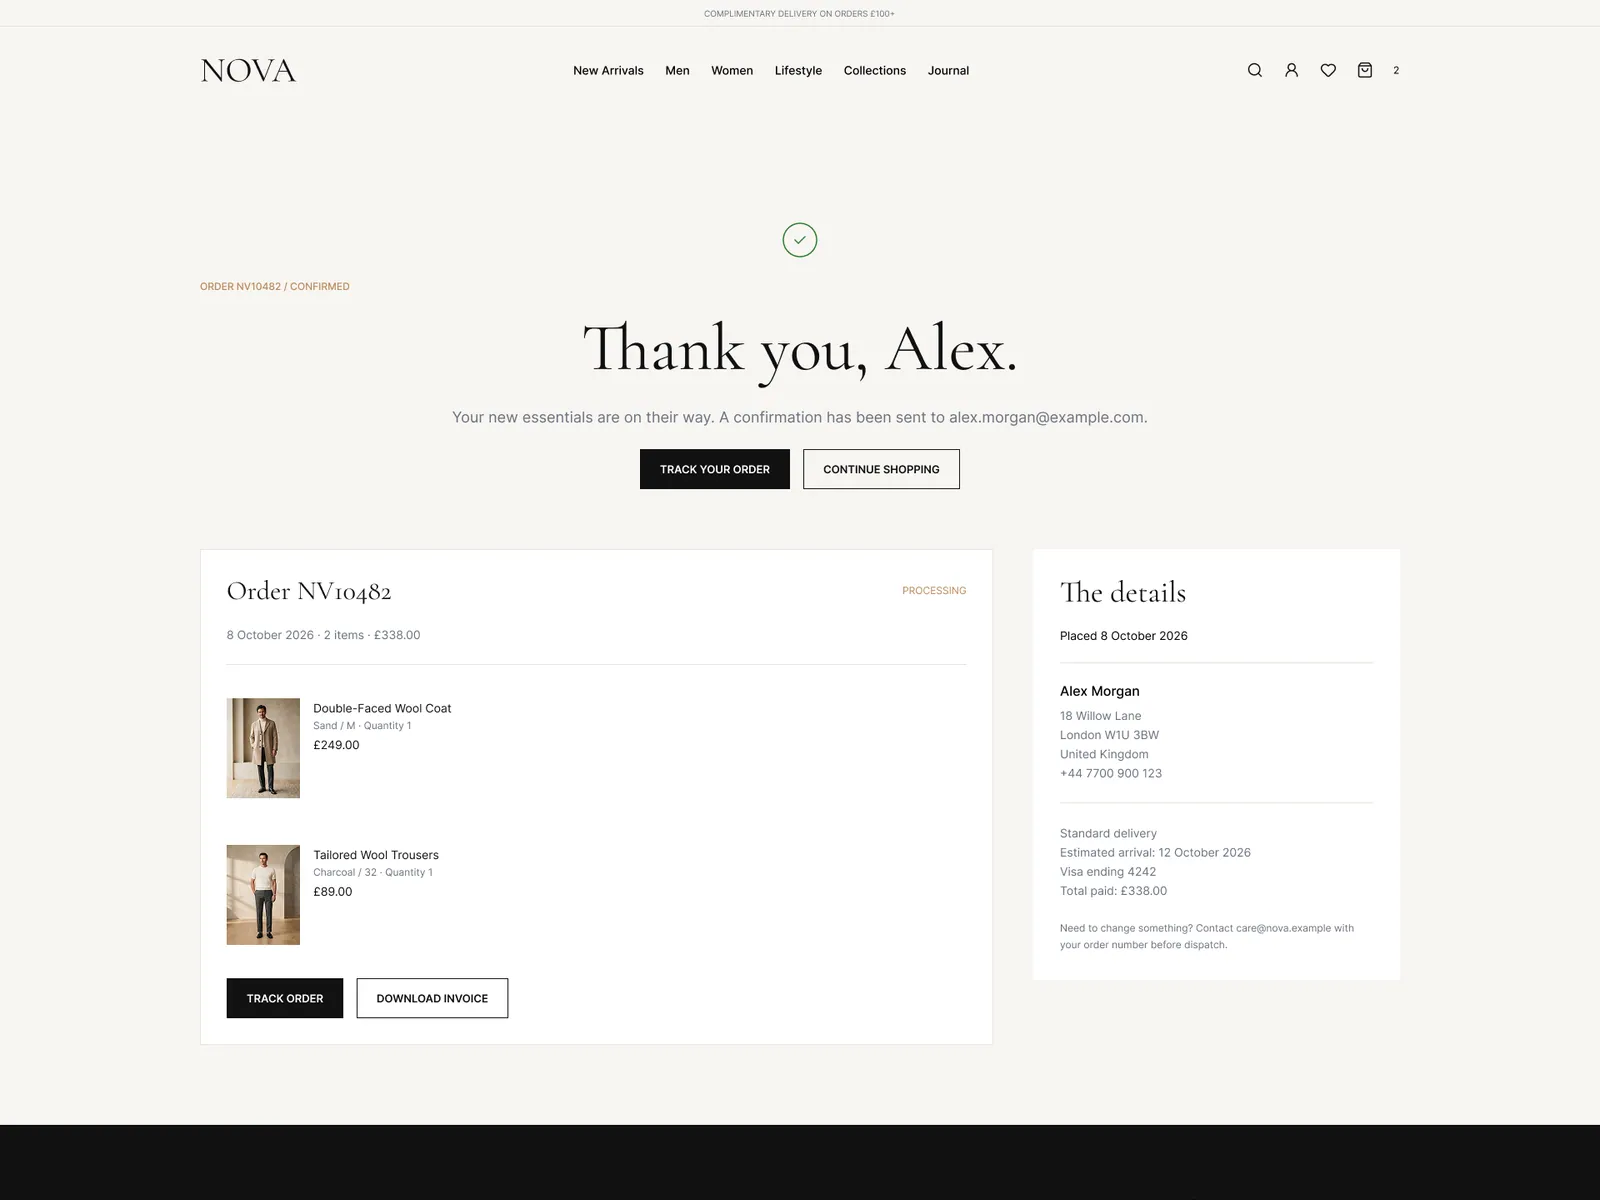 COMPLIMENTARY DELIVERY ON ORDERS £100+
NOVA
New Arrivals
Men
Women
Lifestyle
Collections
Journal
2
ORDER NV10482 / CONFIRMED
Thank you, Alex.
Your new essentials are on their way. A confirmation has been sent to alex.morgan@example.com.
TRACK YOUR ORDER
CONTINUE SHOPPING
Order NV10482
PROCESSING
8 October 2026 · 2 items · £338.00
Double-Faced Wool Coat
Sand / M · Quantity 1
£249.00
Tailored Wool Trousers
Charcoal / 32 · Quantity 1
£89.00
TRACK ORDER
DOWNLOAD INVOICE
The details
Placed 8 October 2026
Alex Morgan
18 Willow Lane
London W1U 3BW
United Kingdom
+44 7700 900 123
Standard delivery
Estimated arrival: 12 October 2026
Visa ending 4242
Total paid: £338.00
Need to change something? Contact care@nova.example with
your order number before dispatch.